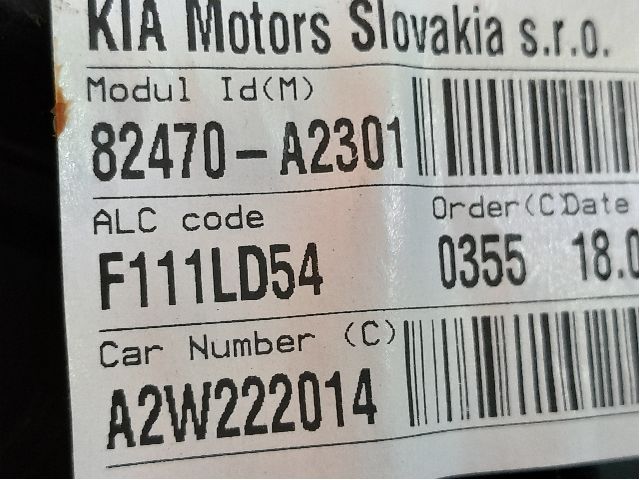 KIA Motors Slovakia s.r.o.
Modul Id(M)
82470-A2301
ALC code Order(C) Date
F111LD54 0355 18.0
Car Number (C)
A2W222014